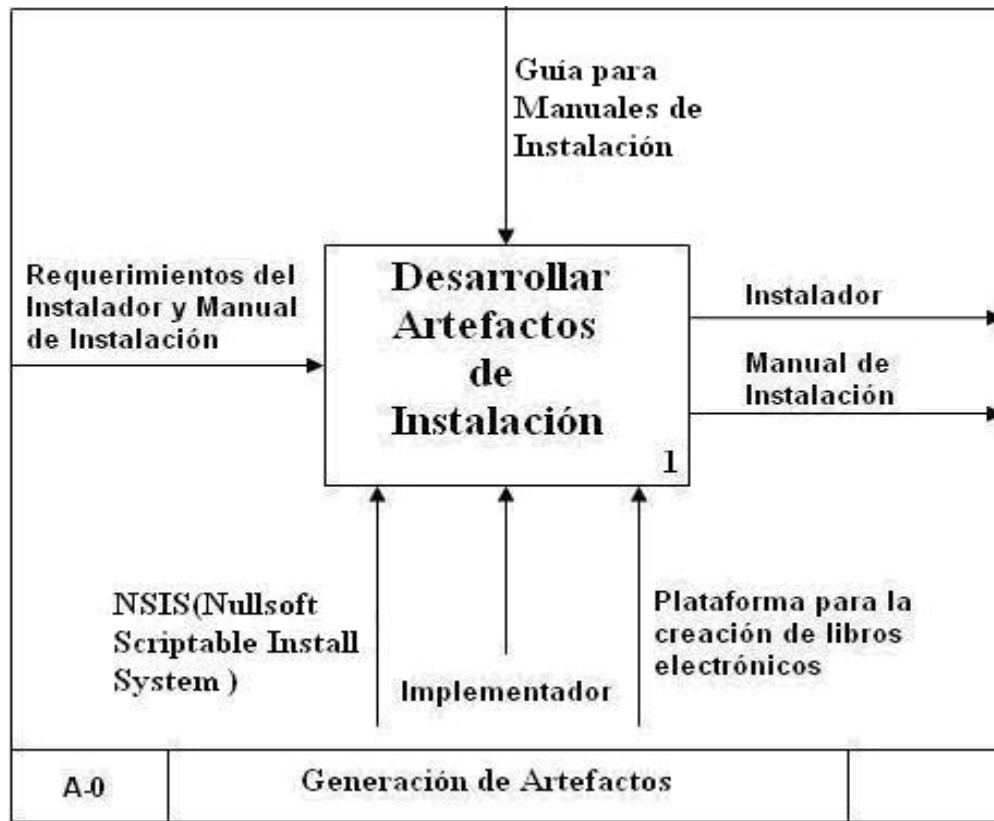 Guía para
Manuales de
Instalación
Requerimientos del
Instalador y Manual
de Instalación
Desarrollar
Artefactos
de
Instalación
1
Instalador
Manual de
Instalación
NSIS(Nullsoft
Scriptable Install
System )
Implementador
Plataforma para la
creación de libros
electrónicos
A-0
Generación de Artefactos